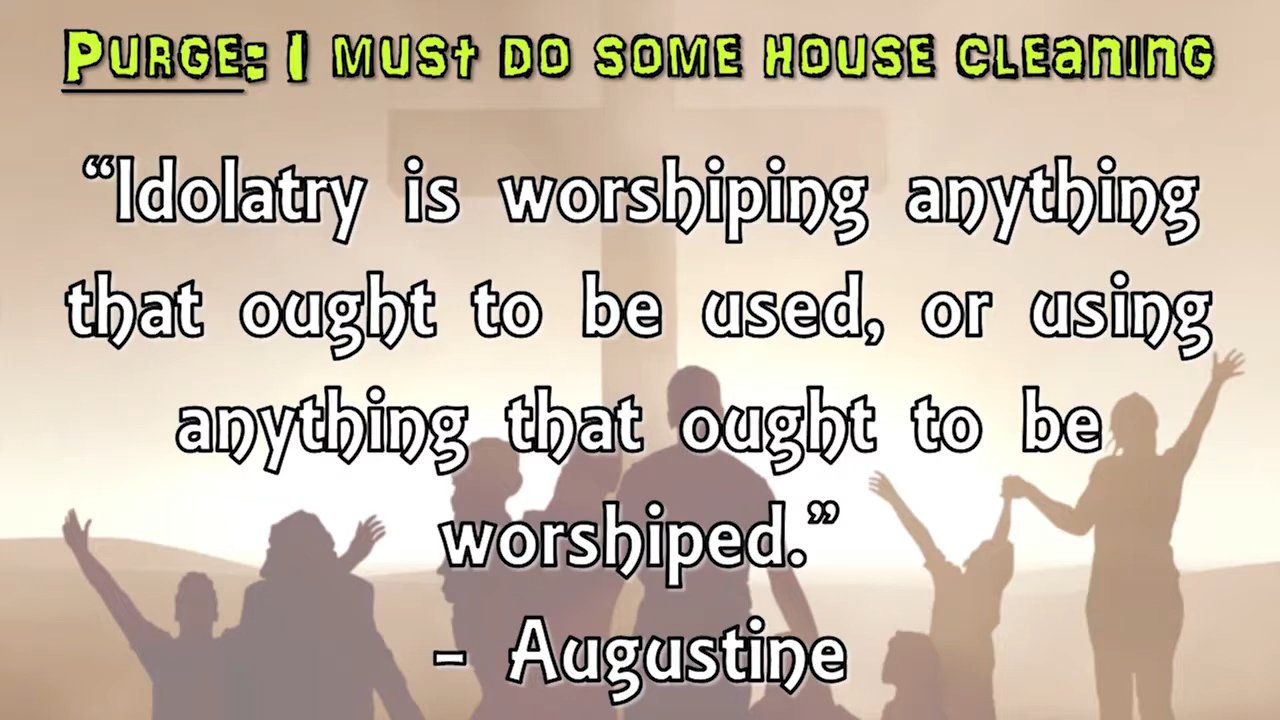 Purge: I must do some house cleaning
“Idolatry is worshiping anything
that ought to be used, or using
anything that ought to be
worshiped.”
- Augustine